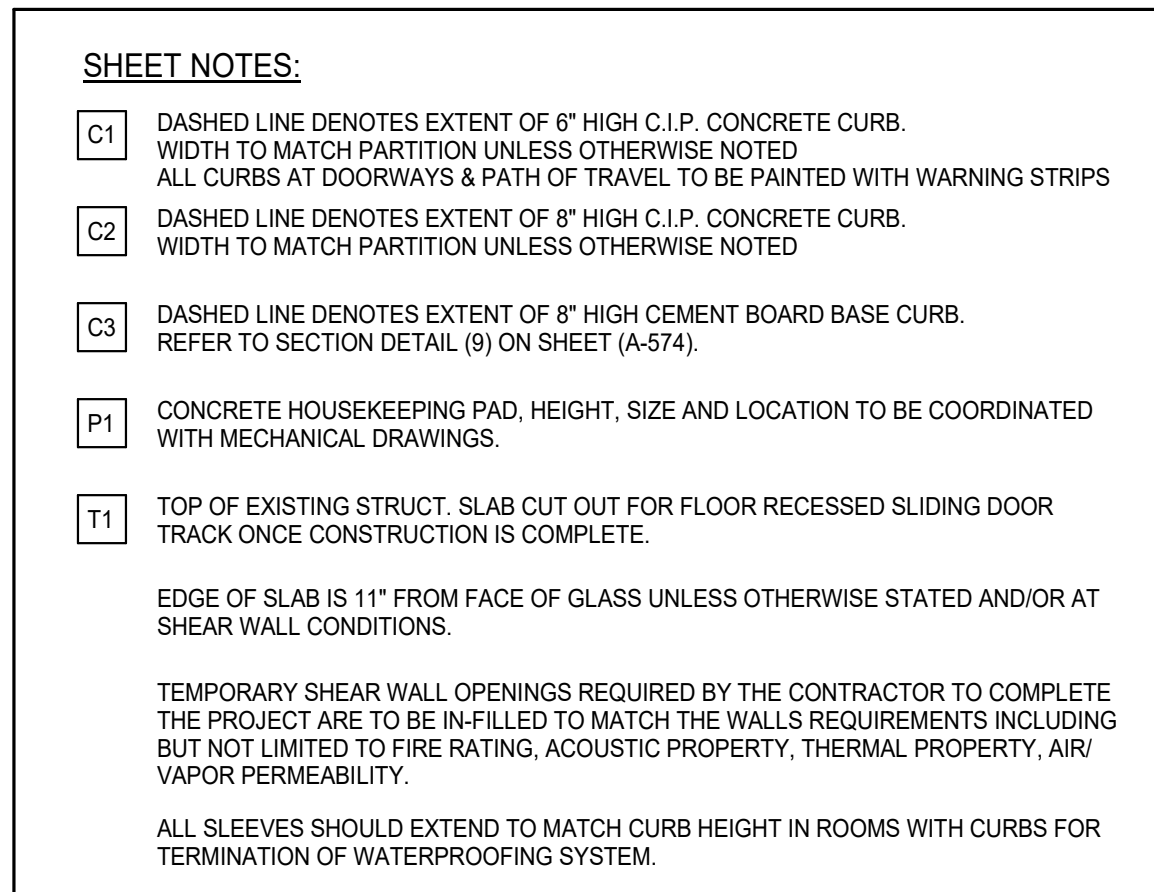 SHEET NOTES:
C1 DASHED LINE DENOTES EXTENT OF 6" HIGH C.I.P. CONCRETE CURB.
WIDTH TO MATCH PARTITION UNLESS OTHERWISE NOTED
ALL CURBS AT DOORWAYS & PATH OF TRAVEL TO BE PAINTED WITH WARNING STRIPS
C2 DASHED LINE DENOTES EXTENT OF 8" HIGH C.I.P. CONCRETE CURB.
WIDTH TO MATCH PARTITION UNLESS OTHERWISE NOTED
C3 DASHED LINE DENOTES EXTENT OF 8" HIGH CEMENT BOARD BASE CURB.
REFER TO SECTION DETAIL (9) ON SHEET (A-574).
P1 CONCRETE HOUSEKEEPING PAD, HEIGHT, SIZE AND LOCATION TO BE COORDINATED
WITH MECHANICAL DRAWINGS.
T1 TOP OF EXISTING STRUCT. SLAB CUT OUT FOR FLOOR RECESSED SLIDING DOOR
TRACK ONCE CONSTRUCTION IS COMPLETE.
EDGE OF SLAB IS 11" FROM FACE OF GLASS UNLESS OTHERWISE STATED AND/OR AT
SHEAR WALL CONDITIONS.
TEMPORARY SHEAR WALL OPENINGS REQUIRED BY THE CONTRACTOR TO COMPLETE
THE PROJECT ARE TO BE IN-FILLED TO MATCH THE WALLS REQUIREMENTS INCLUDING
BUT NOT LIMITED TO FIRE RATING, ACOUSTIC PROPERTY, THERMAL PROPERTY, AIR/
VAPOR PERMEABILITY.
ALL SLEEVES SHOULD EXTEND TO MATCH CURB HEIGHT IN ROOMS WITH CURBS FOR
TERMINATION OF WATERPROOFING SYSTEM.